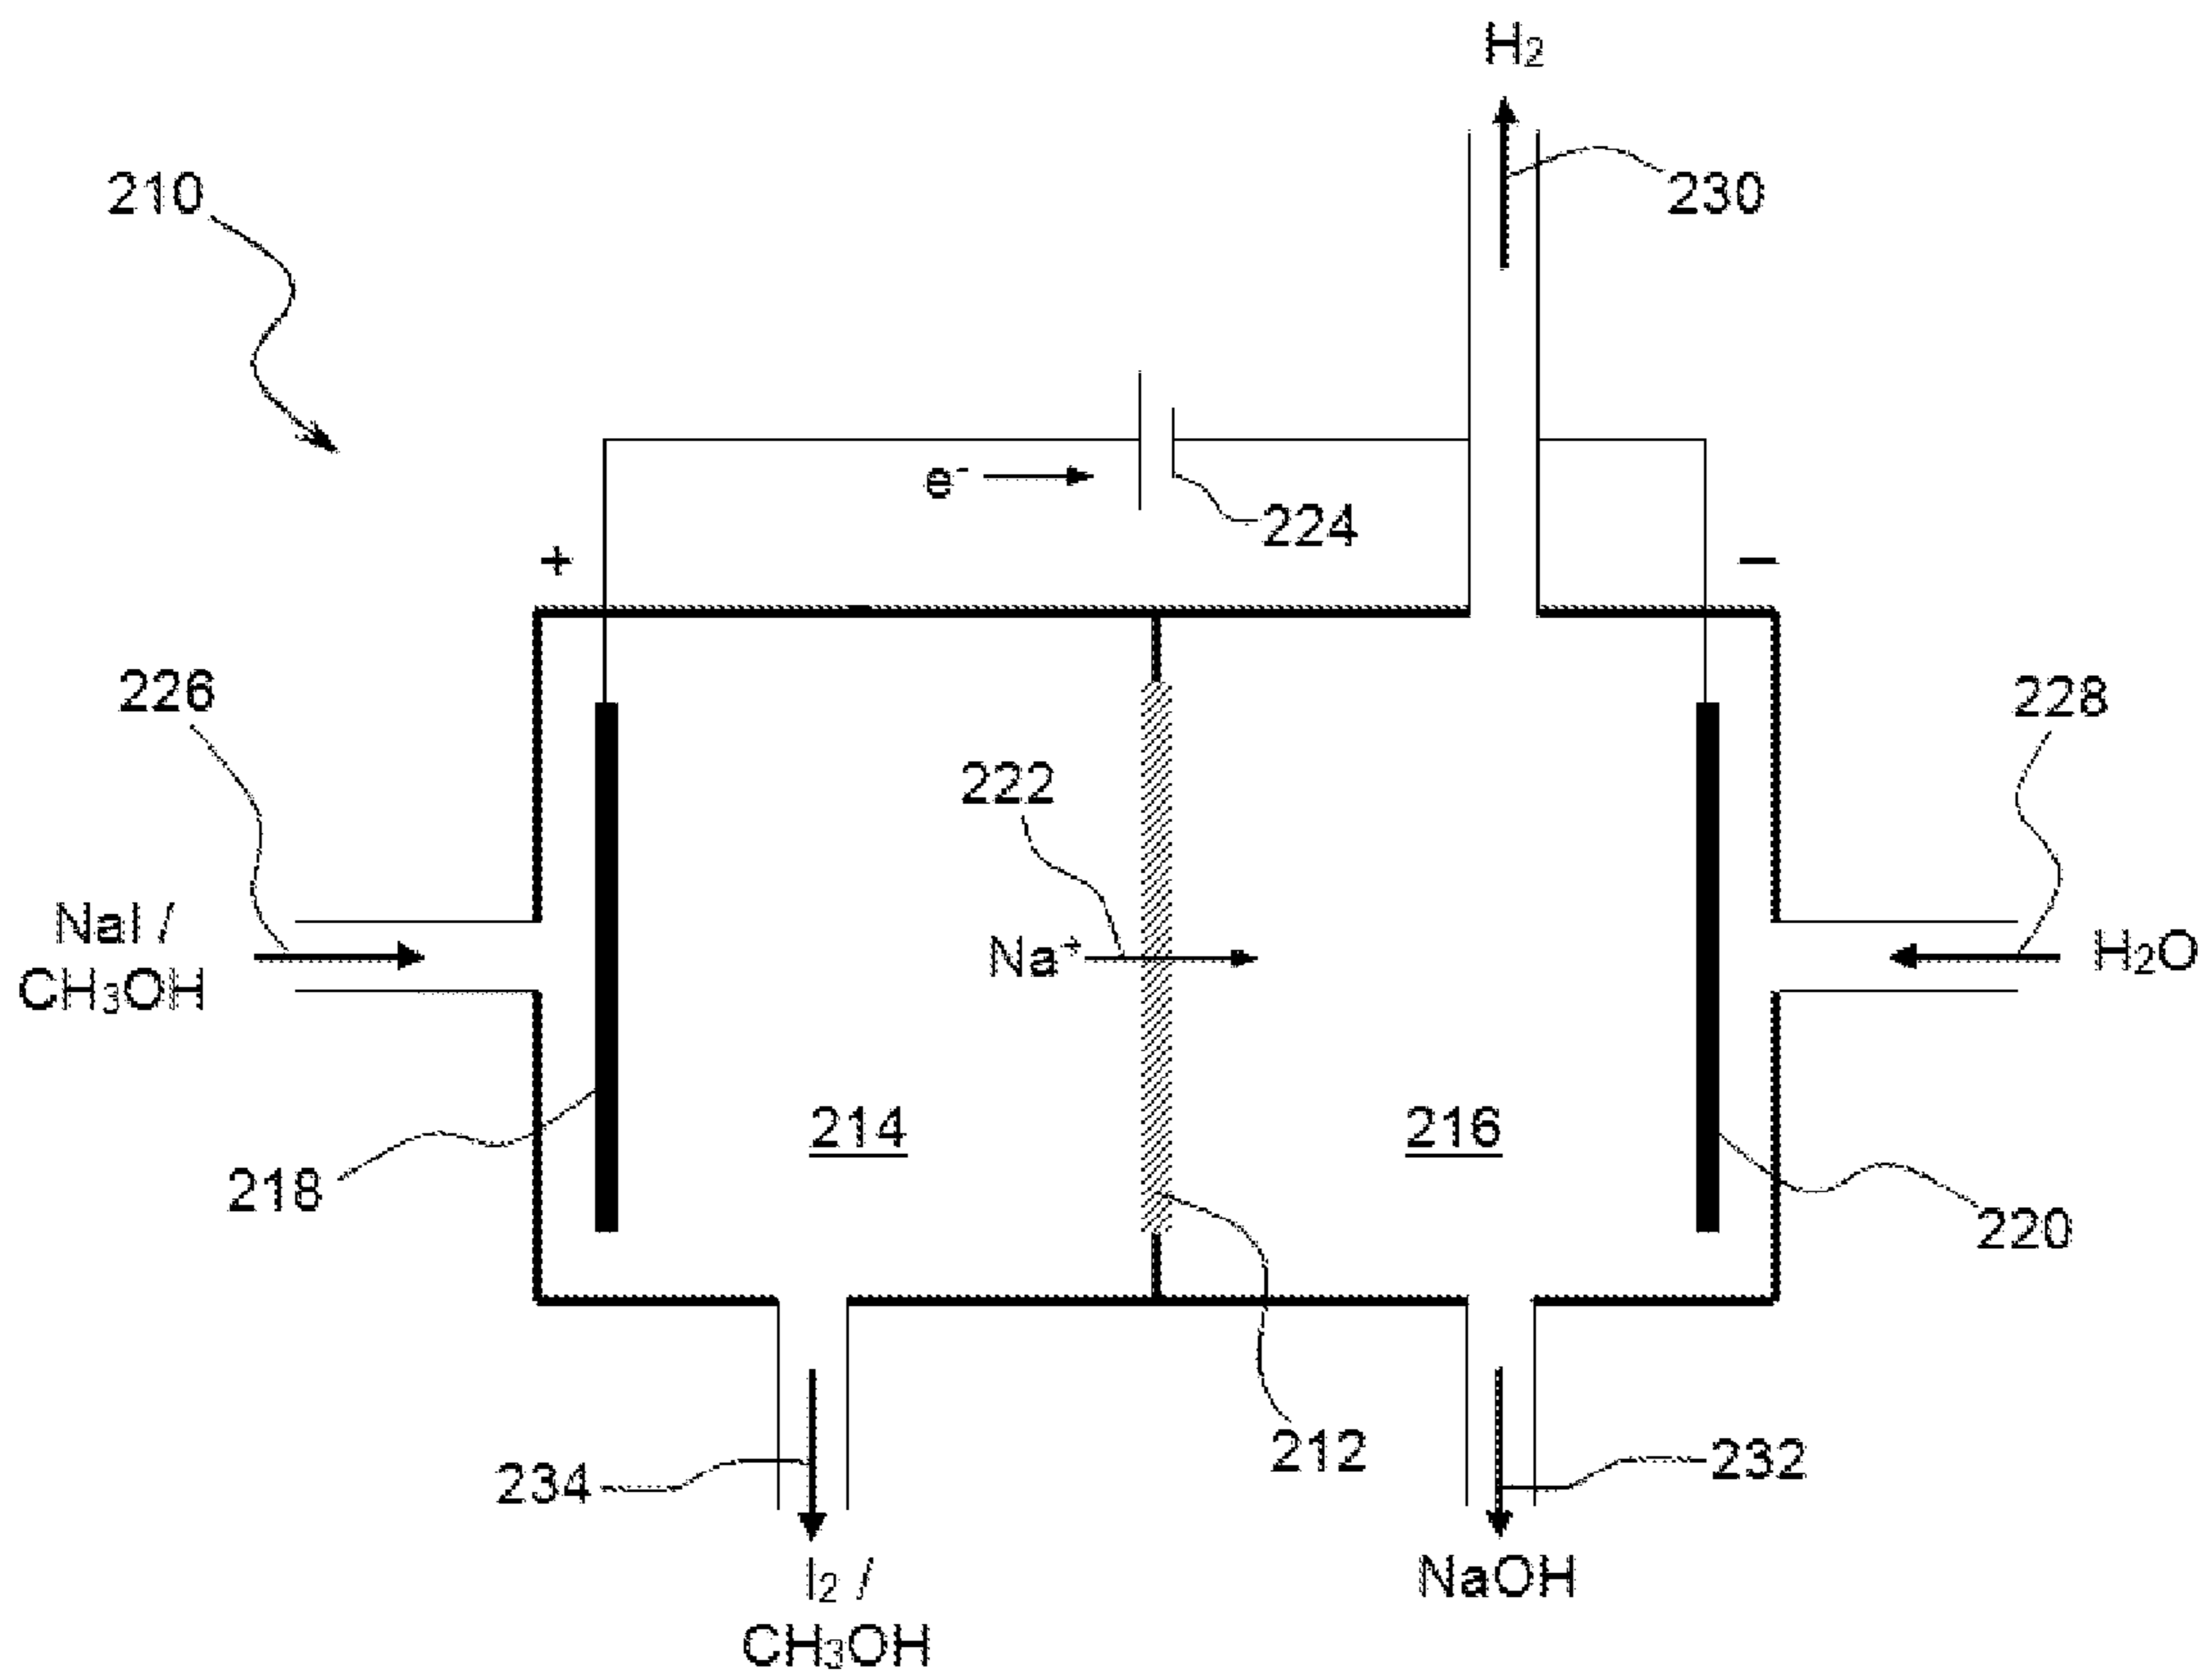 H₂
210
230
e⁻
224
+
−
226
228
222
NaI /
CH₃OH
Na⁺
H₂O
214
216
218
220
212
234
232
I₂ /
CH₃OH
NaOH